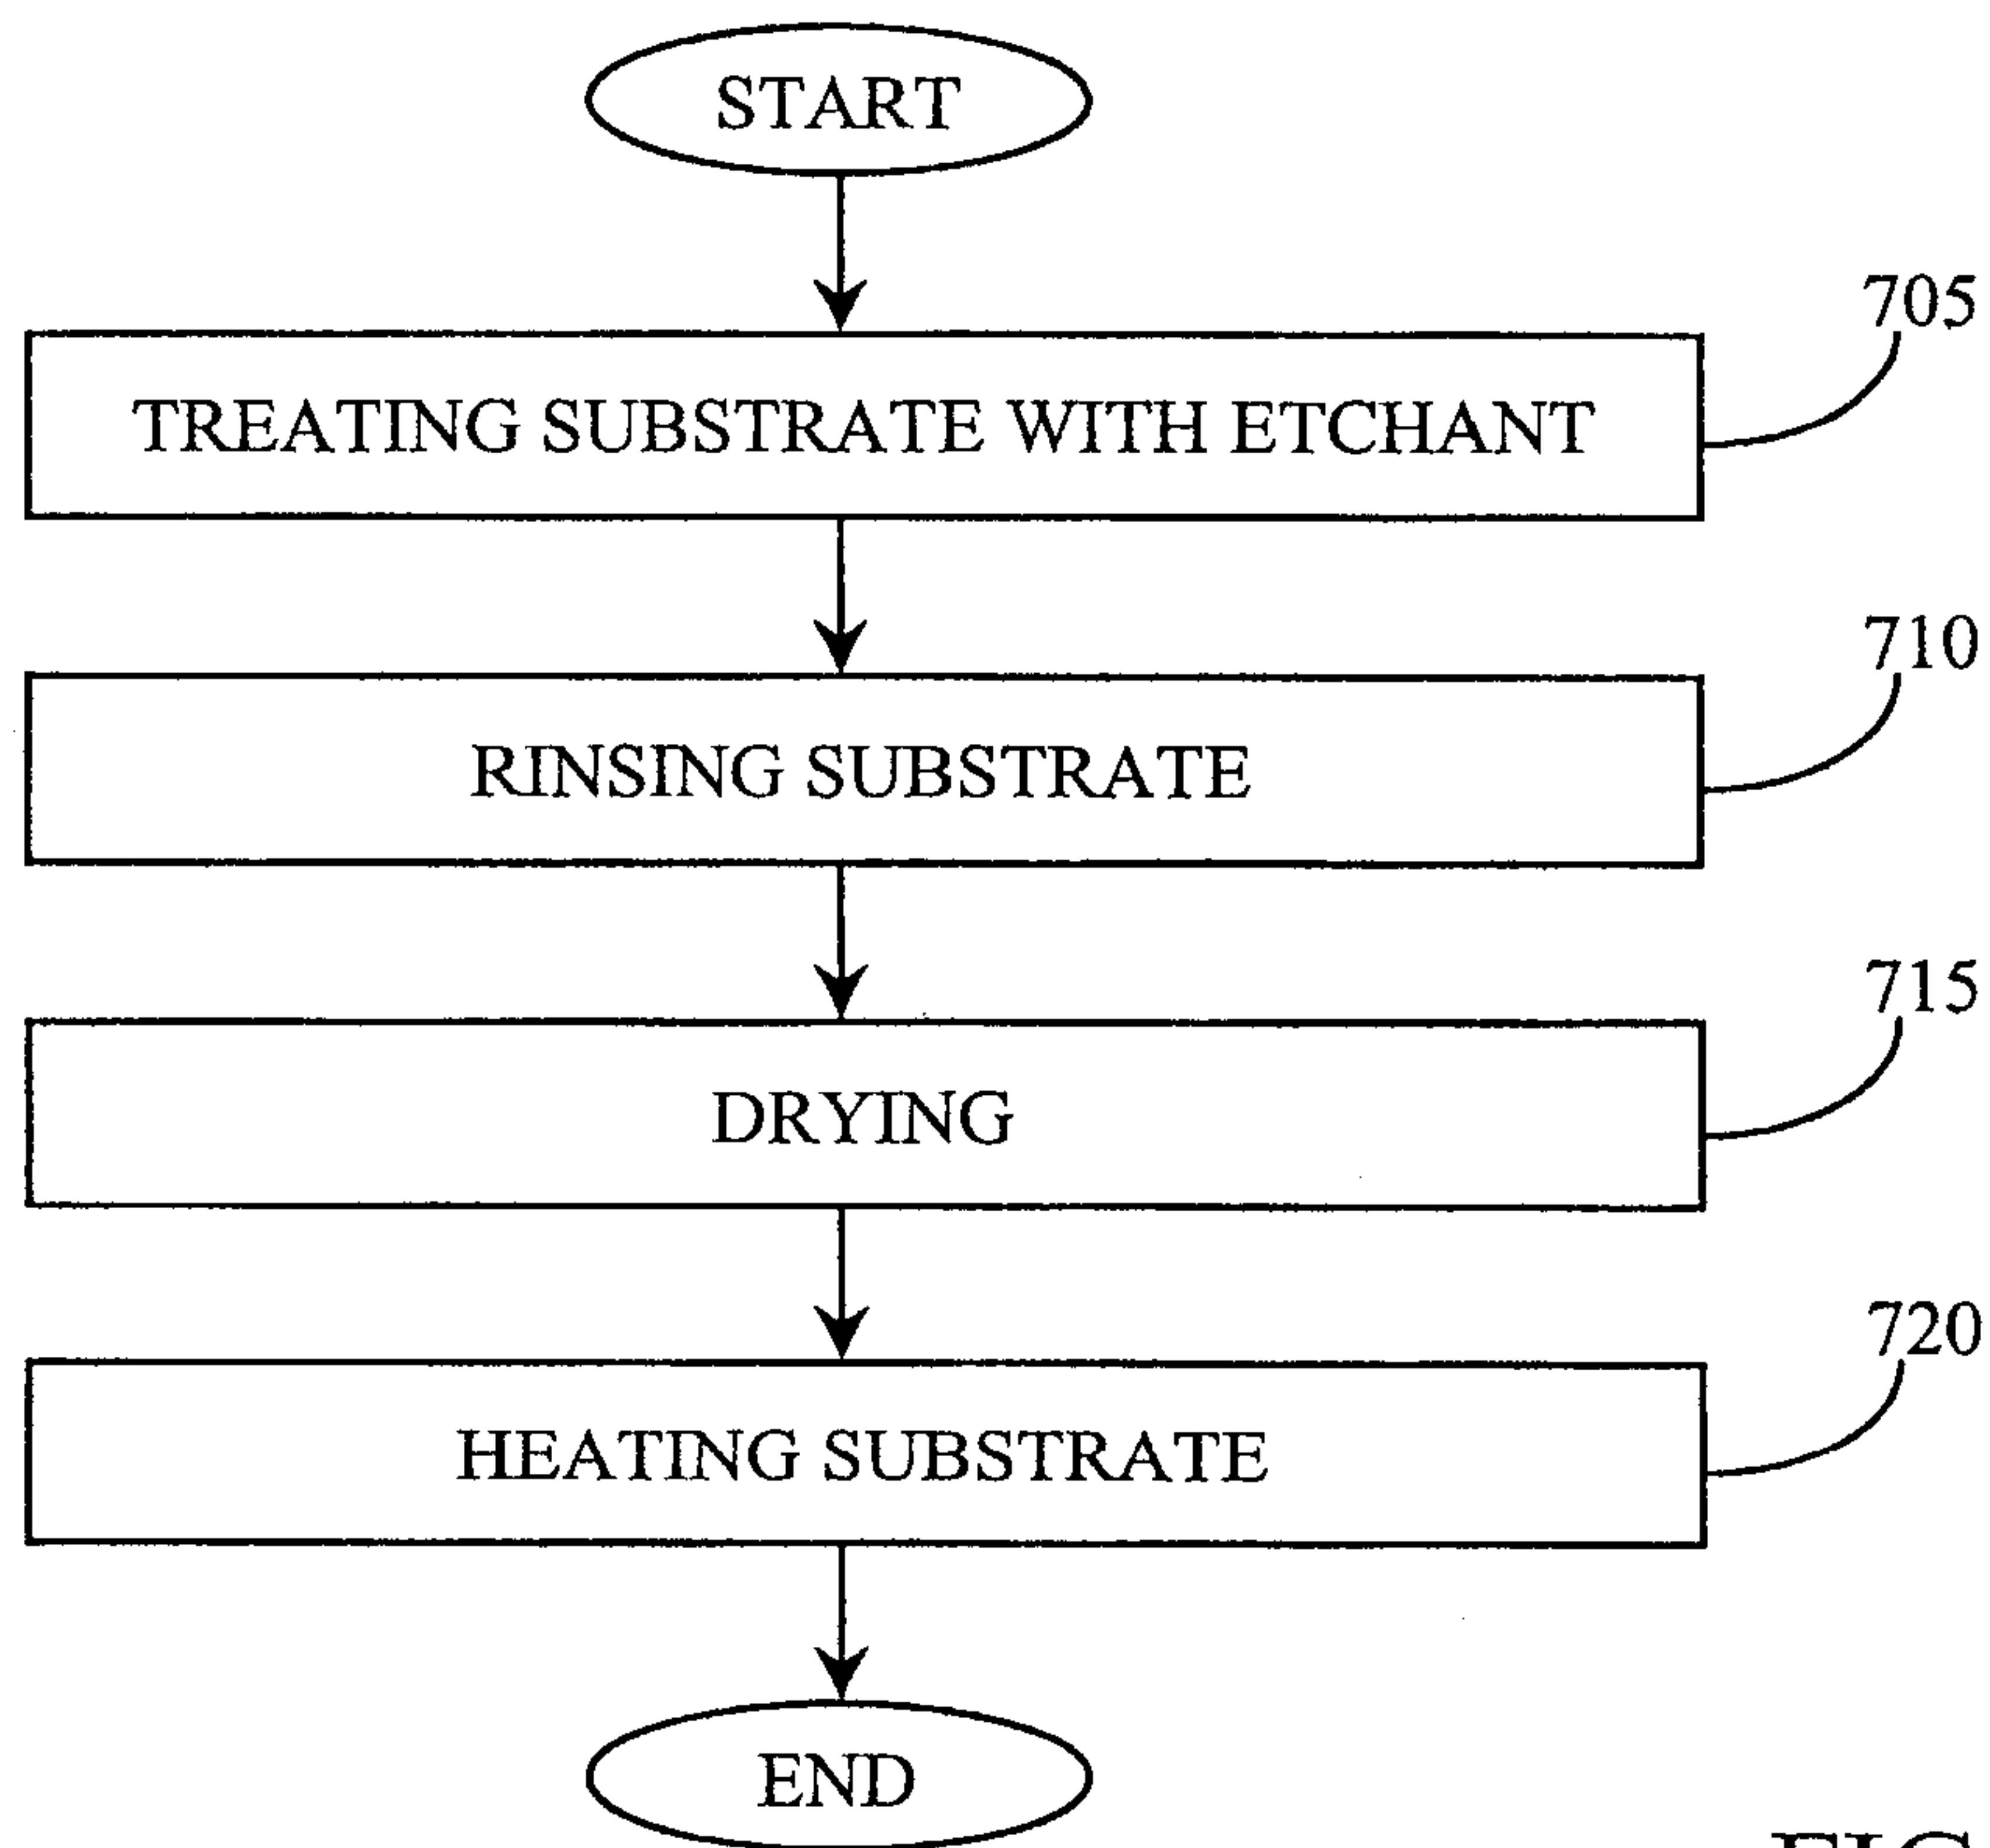 START
705
TREATING SUBSTRATE WITH ETCHANT
710
RINSING SUBSTRATE
715
DRYING
720
HEATING SUBSTRATE
END